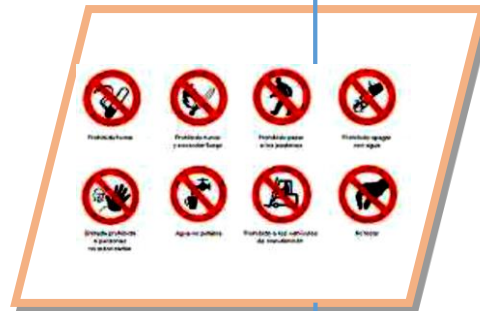 Prohibido fumar
Prohibido fumar
y encender fuego
Prohibido pasar
a los peatones
Prohibido apagar
con agua
Entrada prohibida
a personas
no autorizadas
Agua no potable
Prohibido a los vehículos
de manutención
No tocar